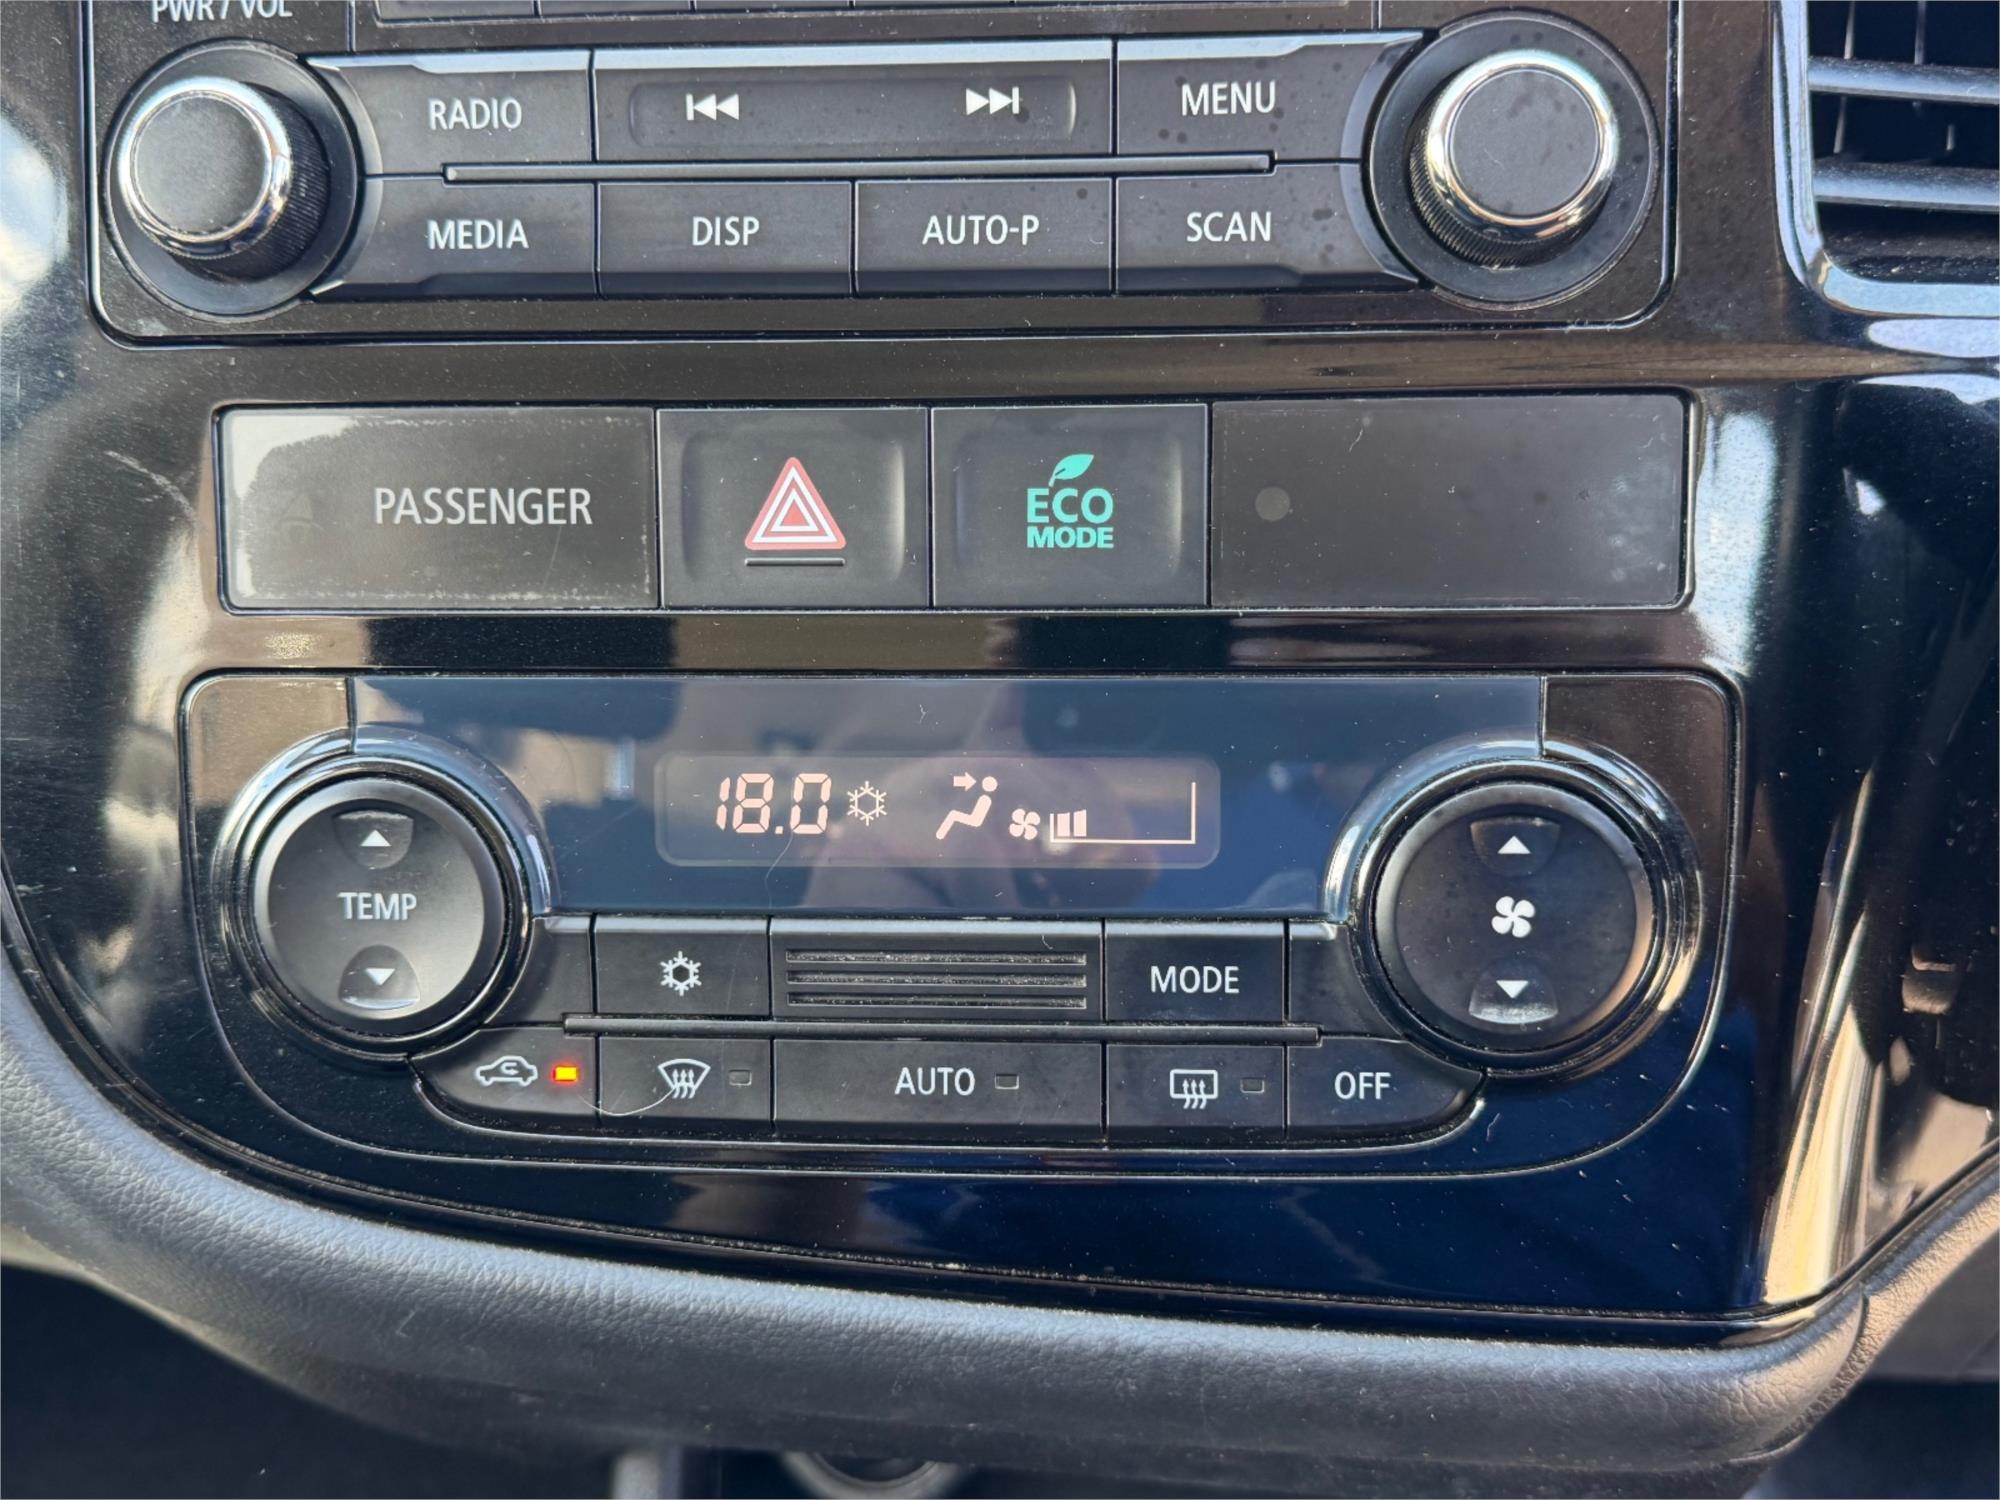 PWR / VOL
RADIO
MENU
MEDIA
DISP
AUTO-P
SCAN
PASSENGER
ECO
MODE
18.0
TEMP
MODE
AUTO
OFF